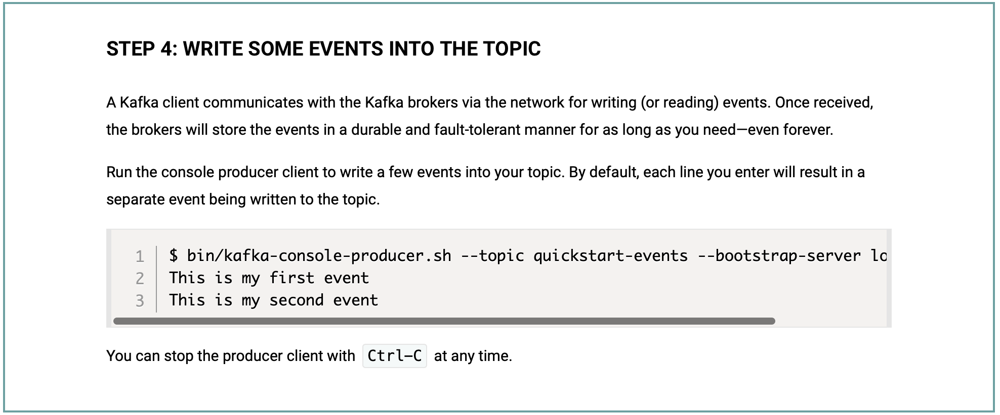 STEP 4: WRITE SOME EVENTS INTO THE TOPIC
A Kafka client communicates with the Kafka brokers via the network for writing (or reading) events. Once received,
the brokers will store the events in a durable and fault-tolerant manner for as long as you need—even forever.
Run the console producer client to write a few events into your topic. By default, each line you enter will result in a
separate event being written to the topic.
1 $ bin/kafka-console-producer.sh --topic quickstart-events --bootstrap-server lo
2 This is my first event
3 This is my second event
You can stop the producer client with Ctrl-C at any time.